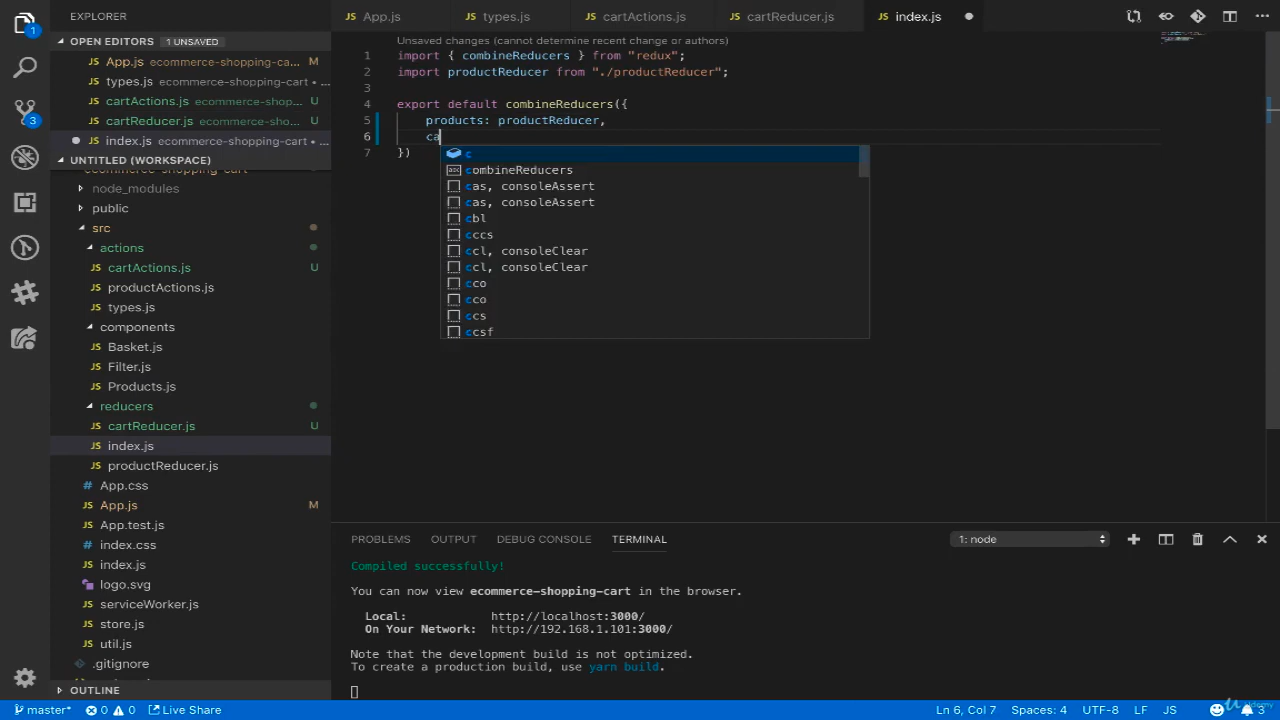 EXPLORER
OPEN EDITORS 1 UNSAVED
App.js ecommerce-shopping-ca... M
types.js ecommerce-shopping-cart •
cartActions.js ecommerce-shop... U
cartReducer.js ecommerce-sho... U
index.js ecommerce-shopping-cart •
UNTITLED (WORKSPACE)
ecommerce-shopping-cart
node_modules
public
src
actions
cartActions.js U
productActions.js
types.js
components
Basket.js
Filter.js
Products.js
reducers
cartReducer.js U
index.js
productReducer.js
App.css
App.js M
App.test.js
index.css
index.js
logo.svg
serviceWorker.js
store.js
util.js
.gitignore
OUTLINE
App.js types.js cartActions.js cartReducer.js index.js
Unsaved changes (cannot determine recent change or authors)
1 import { combineReducers } from "redux";
2 import productReducer from "./productReducer";
3
4 export default combineReducers({
5 products: productReducer,
6 ca
7 })
c
combineReducers
cas, consoleAssert
cas, consoleAssert
cbl
cccs
ccl, consoleClear
ccl, consoleClear
cco
cco
ccs
ccsf
PROBLEMS OUTPUT DEBUG CONSOLE TERMINAL 1: node
Compiled successfully!
You can now view ecommerce-shopping-cart in the browser.
Local: http://localhost:3000/
On Your Network: http://192.168.1.101:3000/
Note that the development build is not optimized.
To create a production build, use yarn build.
master* 0 0 Live Share Ln 6, Col 7 Spaces: 4 UTF-8 LF JS 3
1
3
JS
Udemy